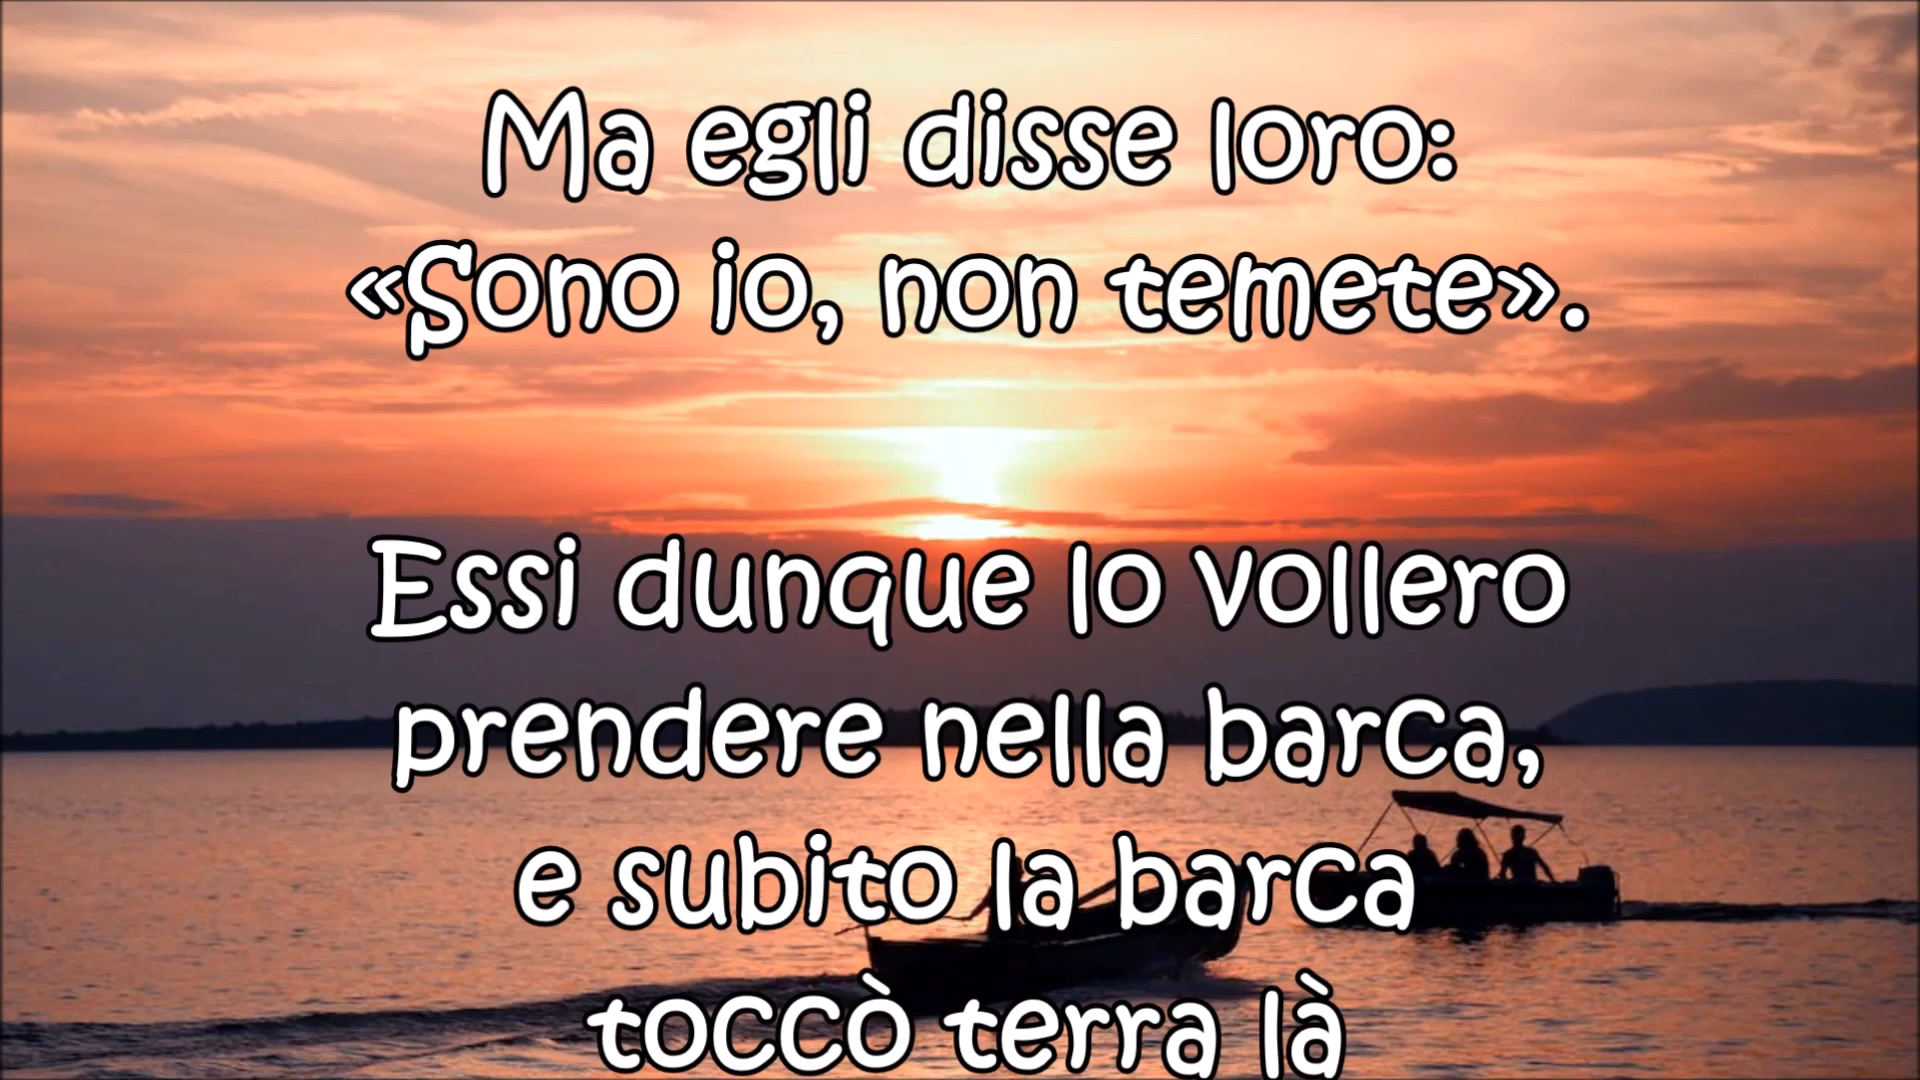 Ma egli disse loro:
«Sono io, non temete».
Essi dunque lo vollero
prendere nella barca,
e subito la barca
toccò terra là